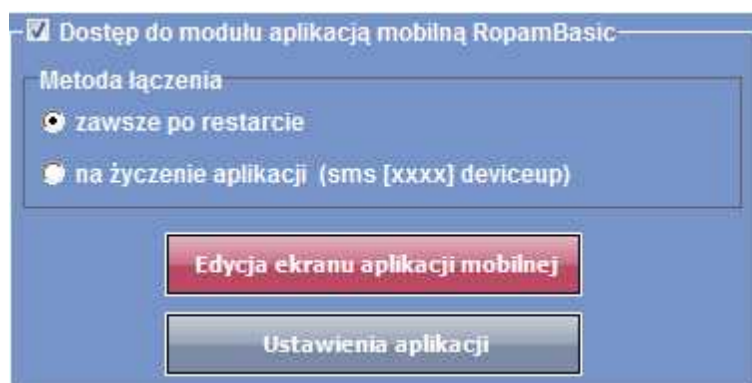 Dostęp do modułu aplikacją mobilną RopamBasic
Metoda łączenia
zawsze po restarcie
na życzenie aplikacji (sms [xxxx] deviceup)
Edycja ekranu aplikacji mobilnej
Ustawienia aplikacji